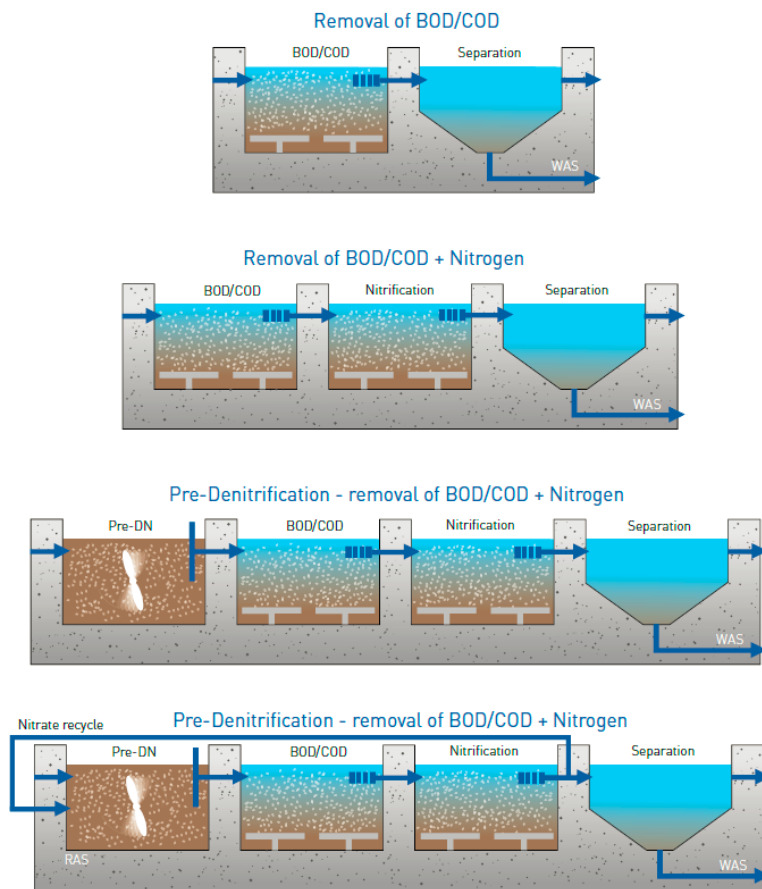 Removal of BOD/COD
BOD/COD Separation
WAS
Removal of BOD/COD + Nitrogen
BOD/COD Nitrification Separation
WAS
Pre-Denitrification - removal of BOD/COD + Nitrogen
Pre-DN BOD/COD Nitrification Separation
WAS
Pre-Denitrification - removal of BOD/COD + Nitrogen
Nitrate recycle
Pre-DN BOD/COD Nitrification Separation
RAS
WAS